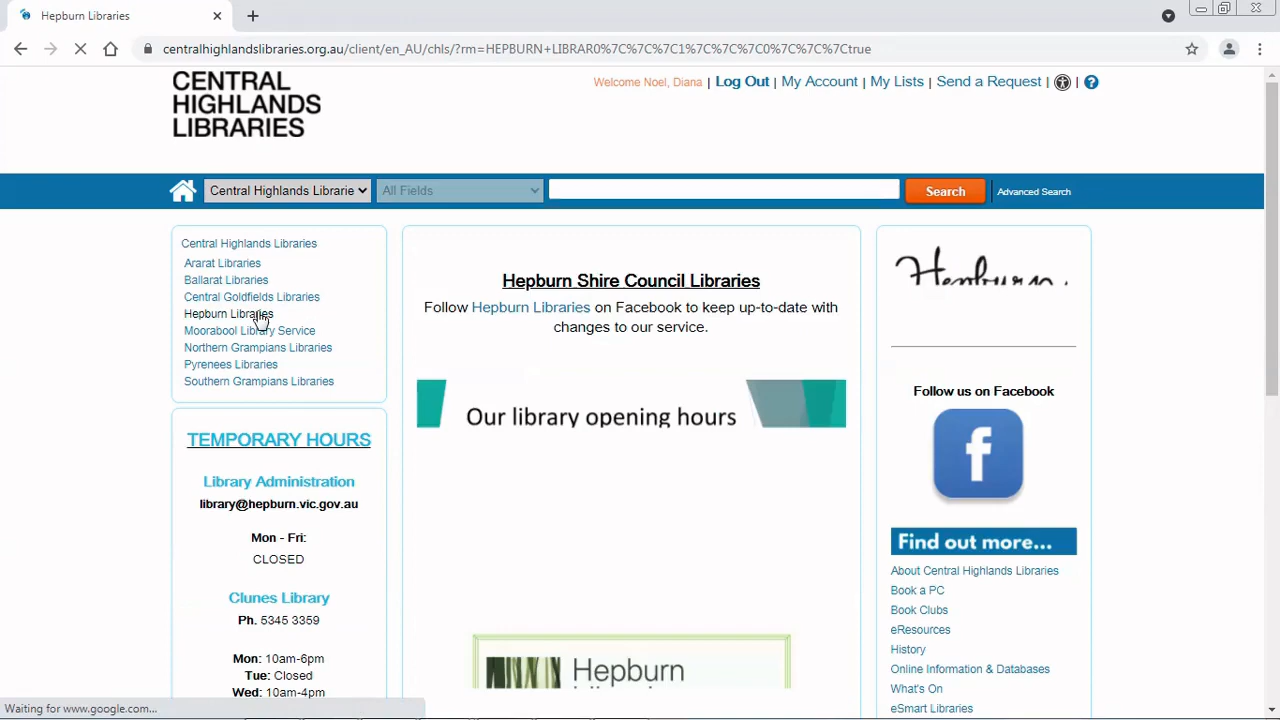 Hepburn Libraries
centralhighlandslibraries.org.au/client/en_AU/chls/?rm=HEPBURN+LIBRAR0%7C%7C%7C1%7C%7C%7C0%7C%7C%7Ctrue
CENTRAL
HIGHLANDS
LIBRARIES
Welcome Noel, Diana | Log Out | My Account | My Lists | Send a Request | | ?
Central Highlands Librarie
All Fields
Search
Advanced Search
Central Highlands Libraries
Ararat Libraries
Ballarat Libraries
Central Goldfields Libraries
Hepburn Libraries
Moorabool Library Service
Northern Grampians Libraries
Pyrenees Libraries
Southern Grampians Libraries
TEMPORARY HOURS
Library Administration
library@hepburn.vic.gov.au
Mon - Fri:
CLOSED
Clunes Library
Ph. 5345 3359
Mon: 10am-6pm
Tue: Closed
Wed: 10am-4pm
Hepburn Shire Council Libraries
Follow Hepburn Libraries on Facebook to keep up-to-date with
changes to our service.
Our library opening hours
Hepburn
Hepburn
Follow us on Facebook
f
Find out more...
About Central Highlands Libraries
Book a PC
Book Clubs
eResources
History
Online Information & Databases
What's On
eSmart Libraries
Waiting for www.google.com...